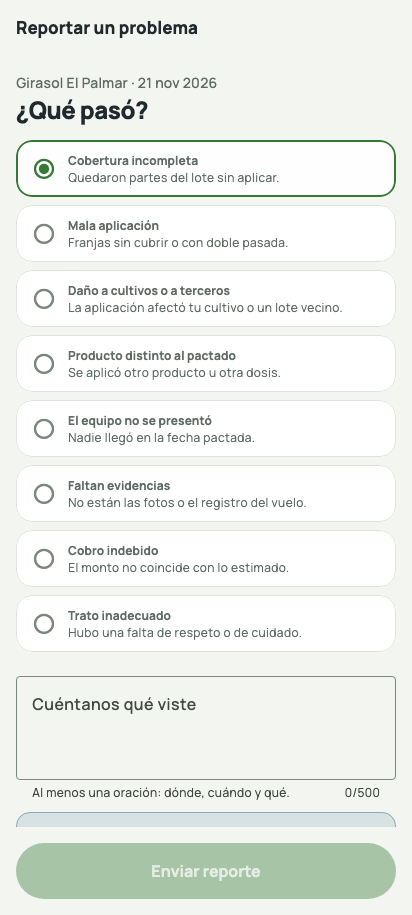 Reportar un problema
Girasol El Palmar · 21 nov 2026
¿Qué pasó?
Cobertura incompleta
Quedaron partes del lote sin aplicar.
Mala aplicación
Franjas sin cubrir o con doble pasada.
Daño a cultivos o a terceros
La aplicación afectó tu cultivo o un lote vecino.
Producto distinto al pactado
Se aplicó otro producto u otra dosis.
El equipo no se presentó
Nadie llegó en la fecha pactada.
Faltan evidencias
No están las fotos o el registro del vuelo.
Cobro indebido
El monto no coincide con lo estimado.
Trato inadecuado
Hubo una falta de respeto o de cuidado.
Cuéntanos qué viste
Al menos una oración: dónde, cuándo y qué. 0/500
Enviar reporte